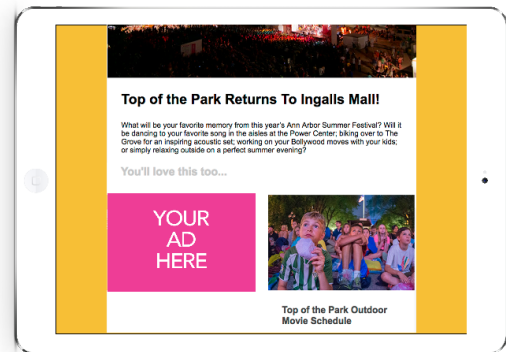 Top of the Park Returns To Ingalls Mall!
What will be your favorite memory from this year's Ann Arbor Summer Festival? Will it
be dancing to your favorite song in the aisles at the Power Center; biking over to The
Grove for an inspiring acoustic set; working on your Bollywood moves with your kids;
or simply relaxing outside on a perfect summer evening?
You'll love this too...
YOUR
AD
HERE
Top of the Park Outdoor
Movie Schedule